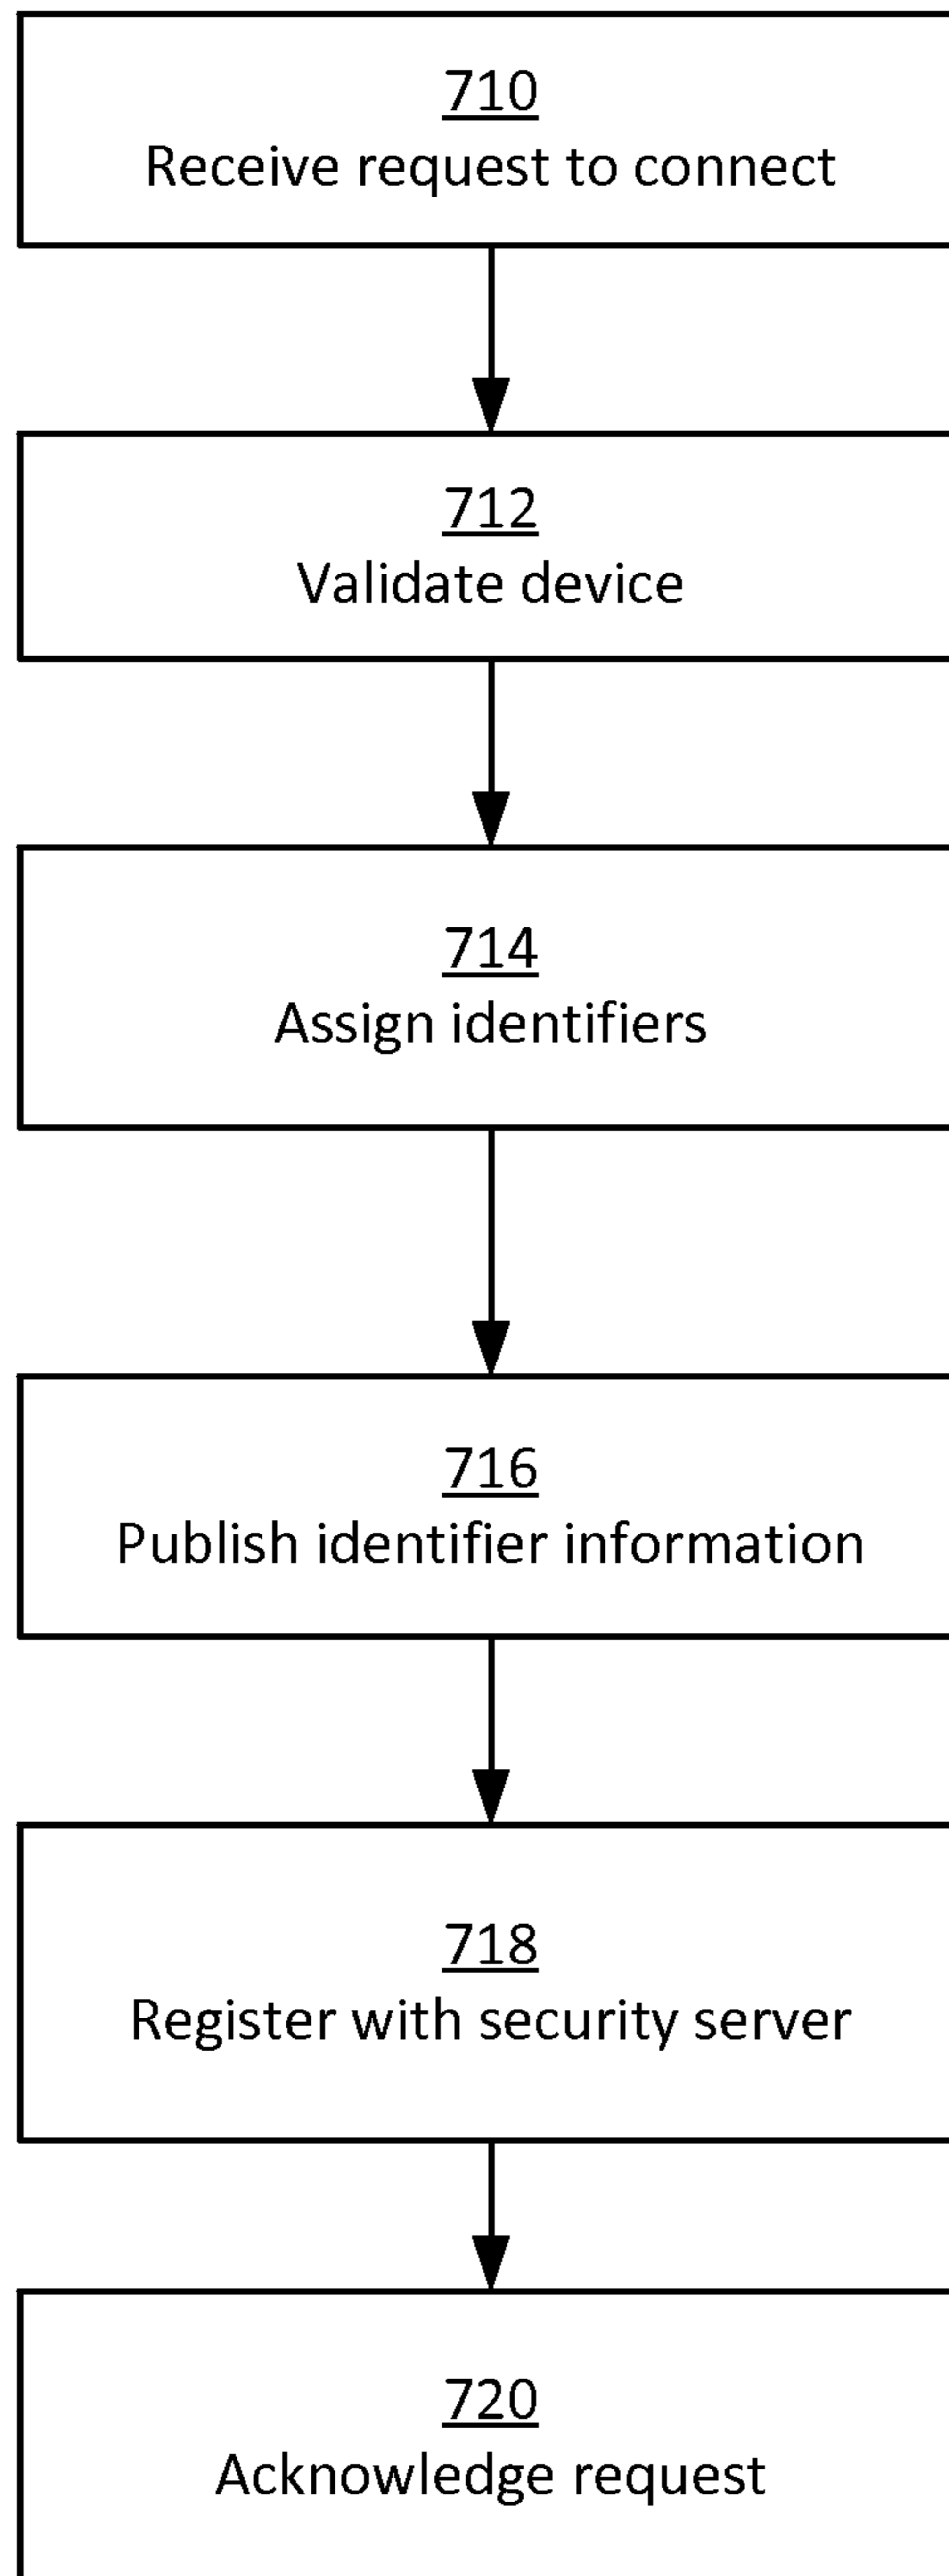 710
Receive request to connect
712
Validate device
714
Assign identifiers
716
Publish identifier information
718
Register with security server
720
Acknowledge request